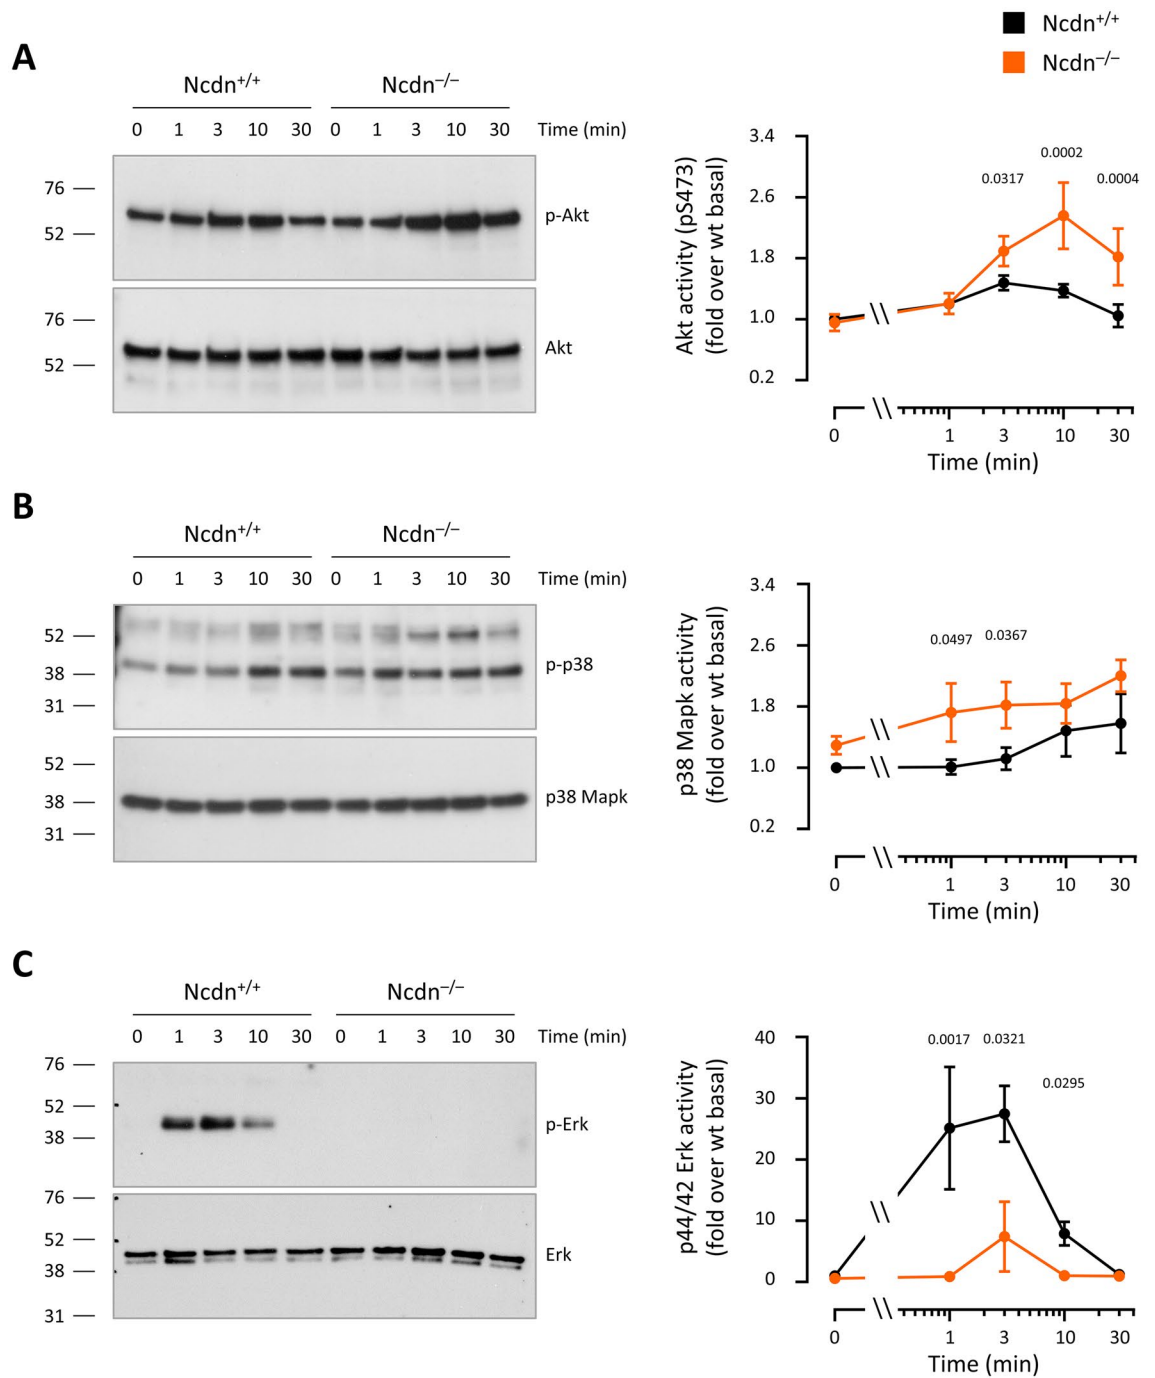 Ncdn+/+
Ncdn–/–
A
Ncdn+/+ Ncdn–/–
0 1 3 10 30 0 1 3 10 30 Time (min)
76
52
p-Akt
76
52
Akt
Akt activity (pS473)
(fold over wt basal)
3.4
2.6
1.8
1.0
0.2
0.0317
0.0002
0.0004
0 1 3 10 30
Time (min)
B
Ncdn+/+ Ncdn–/–
0 1 3 10 30 0 1 3 10 30 Time (min)
52
38
31
p-p38
52
38
31
p38 Mapk
p38 Mapk activity
(fold over wt basal)
3.4
2.6
1.8
1.0
0.2
0.0497
0.0367
0 1 3 10 30
Time (min)
C
Ncdn+/+ Ncdn–/–
0 1 3 10 30 0 1 3 10 30 Time (min)
76
52
38
p-Erk
76
52
38
31
Erk
p44/42 Erk activity
(fold over wt basal)
40
30
20
10
0
0.0017
0.0321
0.0295
0 1 3 10 30
Time (min)